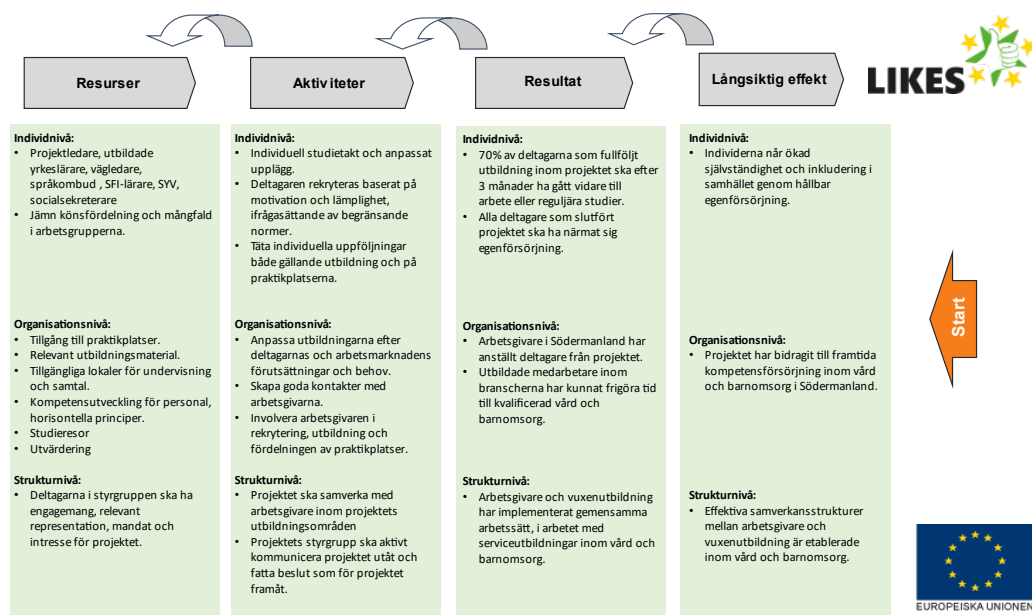 Resurser
Aktiviteter
Resultat
Långsiktig effekt
LIKES
Individnivå:
• Projektledare, utbildade
yrkeslärare, vägledare,
språkombud , SFI-lärare, SYV,
socialsekreterare
• Jämn könsfördelning och mångfald
i arbetsgrupperna.
Organisationsnivå:
• Tillgång till praktikplatser.
• Relevant utbildningsmaterial.
• Tillgängliga lokaler för undervisning
och samtal.
• Kompetensutveckling för personal,
horisontella principer.
• Studieresor
• Utvärdering
Strukturnivå:
• Deltagarna i styrgruppen ska ha
engagemang, relevant
representation, mandat och
intresse för projektet.
Individnivå:
• Individuell studietakt och anpassat
upplägg.
• Deltagaren rekryteras baserat på
motivation och lämplighet,
ifrågasättande av begränsande
normer.
• Täta individuella uppföljningar
både gällande utbildning och på
praktikplatserna.
Organisationsnivå:
• Anpassa utbildningarna efter
deltagarnas och arbetsmarknadens
förutsättningar och behov.
• Skapa goda kontakter med
arbetsgivarna.
• Involvera arbetsgivaren i
rekrytering, utbildning och
fördelningen av praktikplatser.
Strukturnivå:
• Projektet ska samverka med
arbetsgivare inom projektets
utbildningsområden
• Projektets styrgrupp ska aktivt
kommunicera projektet utåt och
fatta beslut som för projektet
framåt.
Individnivå:
• 70% av deltagarna som fullföljt
utbildning inom projektet ska efter
3 månader ha gått vidare till
arbete eller reguljära studier.
• Alla deltagare som slutfört
projektet ska ha närmat sig
egenförsörjning.
Organisationsnivå:
• Arbetsgivare i Södermanland har
anställt deltagare från projektet.
• Utbildade medarbetare inom
branscherna har kunnat frigöra tid
till kvalificerad vård och
barnomsorg.
Strukturnivå:
• Arbetsgivare och vuxenutbildning
har implementerat gemensamma
arbetssätt, i arbetet med
serviceutbildningar inom vård och
barnomsorg.
Individnivå:
• Individerna når ökad
självständighet och inkludering i
samhället genom hållbar
egenförsörjning.
Organisationsnivå:
• Projektet har bidragit till framtida
kompetensförsörjning inom vård
och barnomsorg i Södermanland.
Strukturnivå:
• Effektiva samverkansstrukturer
mellan arbetsgivare och
vuxenutbildning är etablerade
inom vård och barnomsorg.
Start
EUROPEISKA UNIONEN